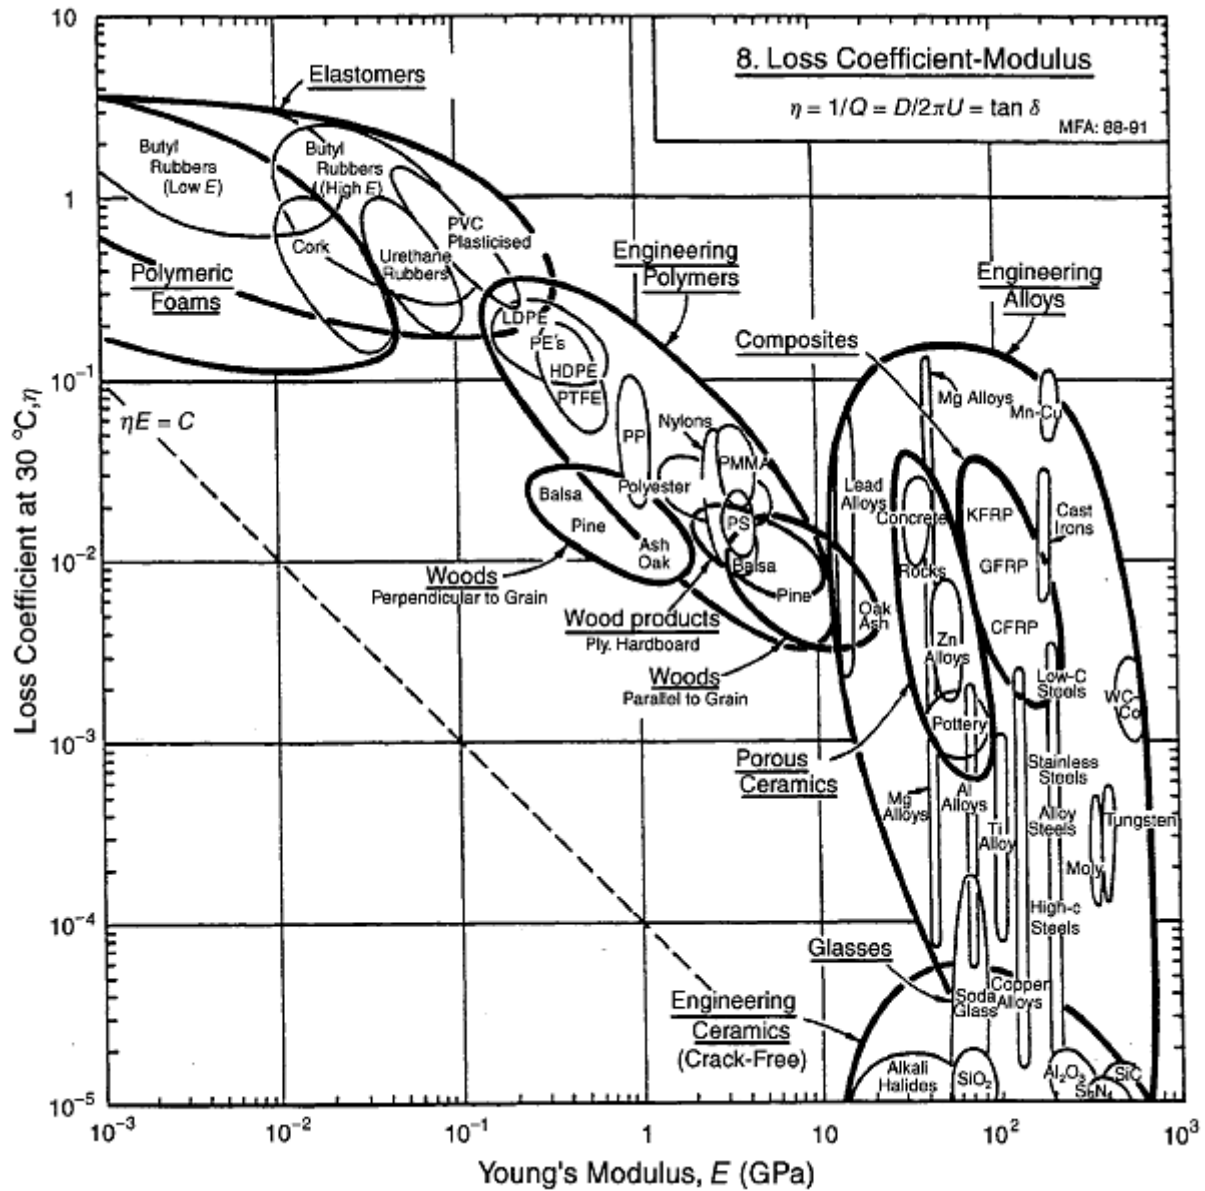 8. Loss Coefficient-Modulus
η = 1/Q = D/2πU = tan δ
MFA: 88-91
Elastomers
Butyl
Rubbers
(Low E)
Butyl
Rubbers
(High E)
Cork
PVC
Plasticised
Urethane
Rubbers
Polymeric
Foams
Engineering
Polymers
Engineering
Alloys
Composites
LDPE
PE's
HDPE
PTFE
PP
Nylons
PMMA
Polyester
PS
Mg Alloys
Mn-Cu
Lead
Alloys
Concrete
KFRP
Cast
Irons
GFRP
Rocks
CFRP
ηE = C
Balsa
Pine
Ash
Oak
Woods
Perpendicular to Grain
Balsa
Pine
Oak
Ash
Wood products
Ply. Hardboard
Woods
Parallel to Grain
Zn
Alloys
Low-C
Steels
WC-
Co
Pottery
Porous
Ceramics
Stainless
Steels
Mg
Alloys
Al
Alloys
Ti
Alloy
Alloy
Steels
Tungsten
Moly
High-c
Steels
Glasses
Soda
Glass
Copper
Alloys
Engineering
Ceramics
(Crack-Free)
Alkali
Halides
SiO₂
Al₂O₃
SiC
Loss Coefficient at 30 °C, η
10
1
10⁻¹
10⁻²
10⁻³
10⁻⁴
10⁻⁵
10⁻³
10⁻²
10⁻¹
1
10
10²
10³
Young's Modulus, E (GPa)